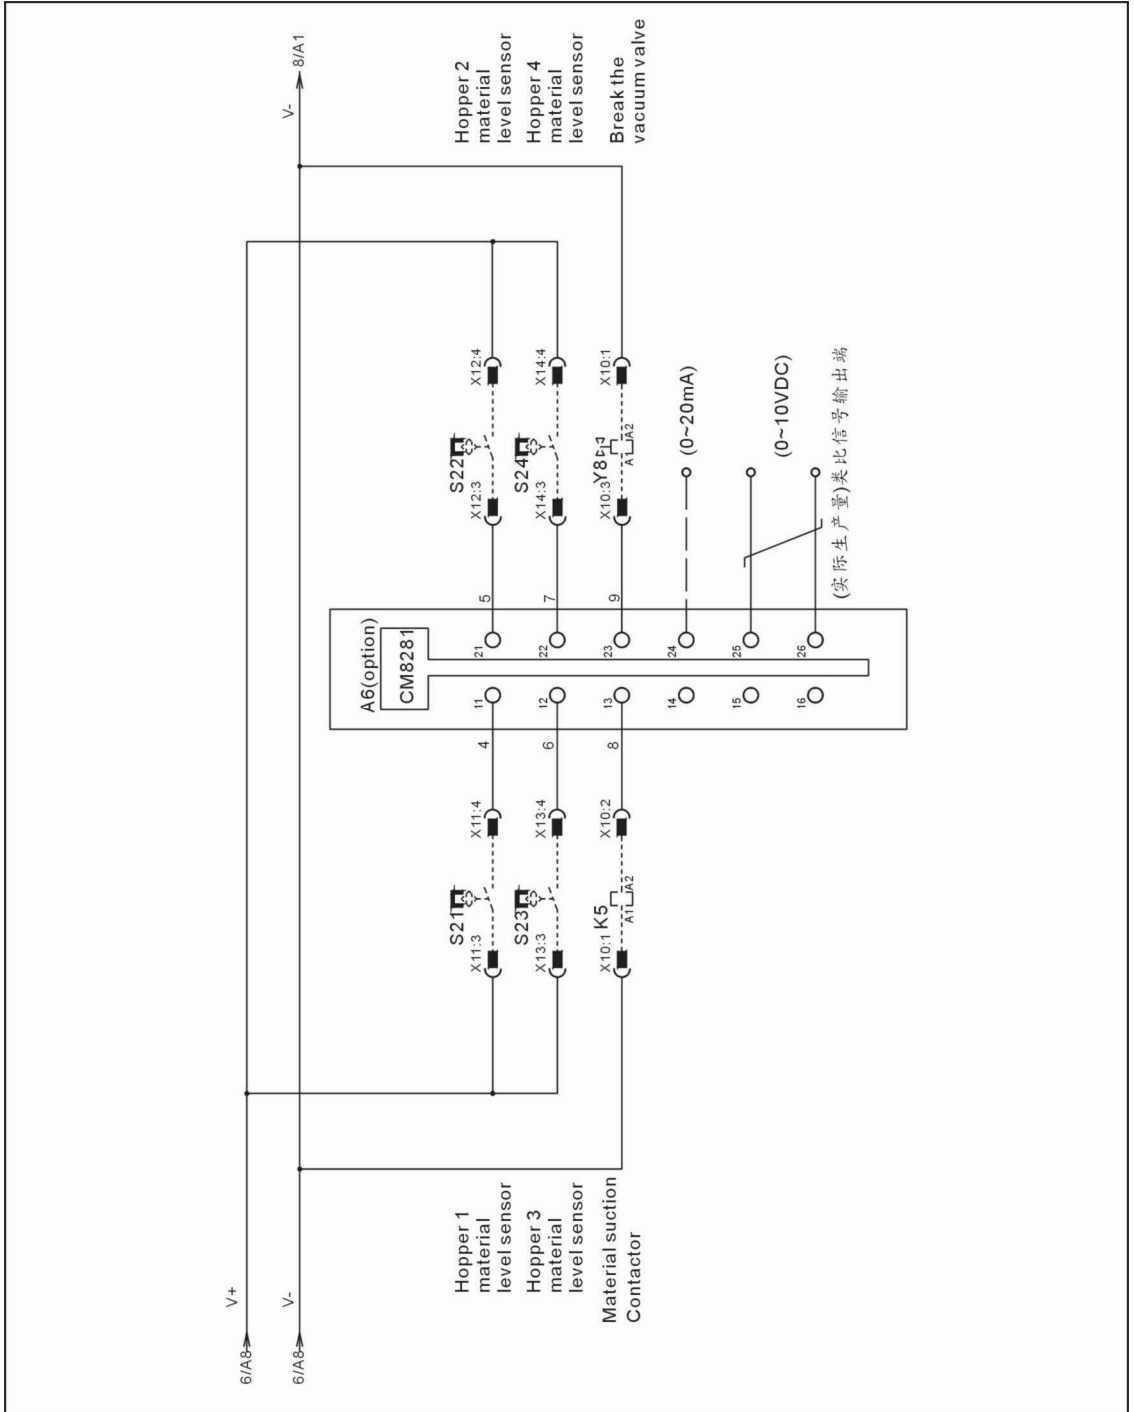 8/A1
V-
Hopper 2
material
level sensor
Hopper 4
material
level sensor
Break the
vacuum valve
X12:4
X14:4
X10:1
S22
S24
Y8
A1
A2
X12:3
X14:3
X10:3
(0~20mA)
(0~10VDC)
(实际生产量)类比信号输出端
5
7
9
A6(option)
CM8281
21
22
23
24
25
26
11
12
13
14
15
16
4
6
8
X11:4
X13:4
X10:2
S21
S23
K5
A1
A2
X11:3
X13:3
X10:1
Hopper 1
material
level sensor
Hopper 3
material
level sensor
Material suction
Contactor
V+
V-
6/A8
6/A8